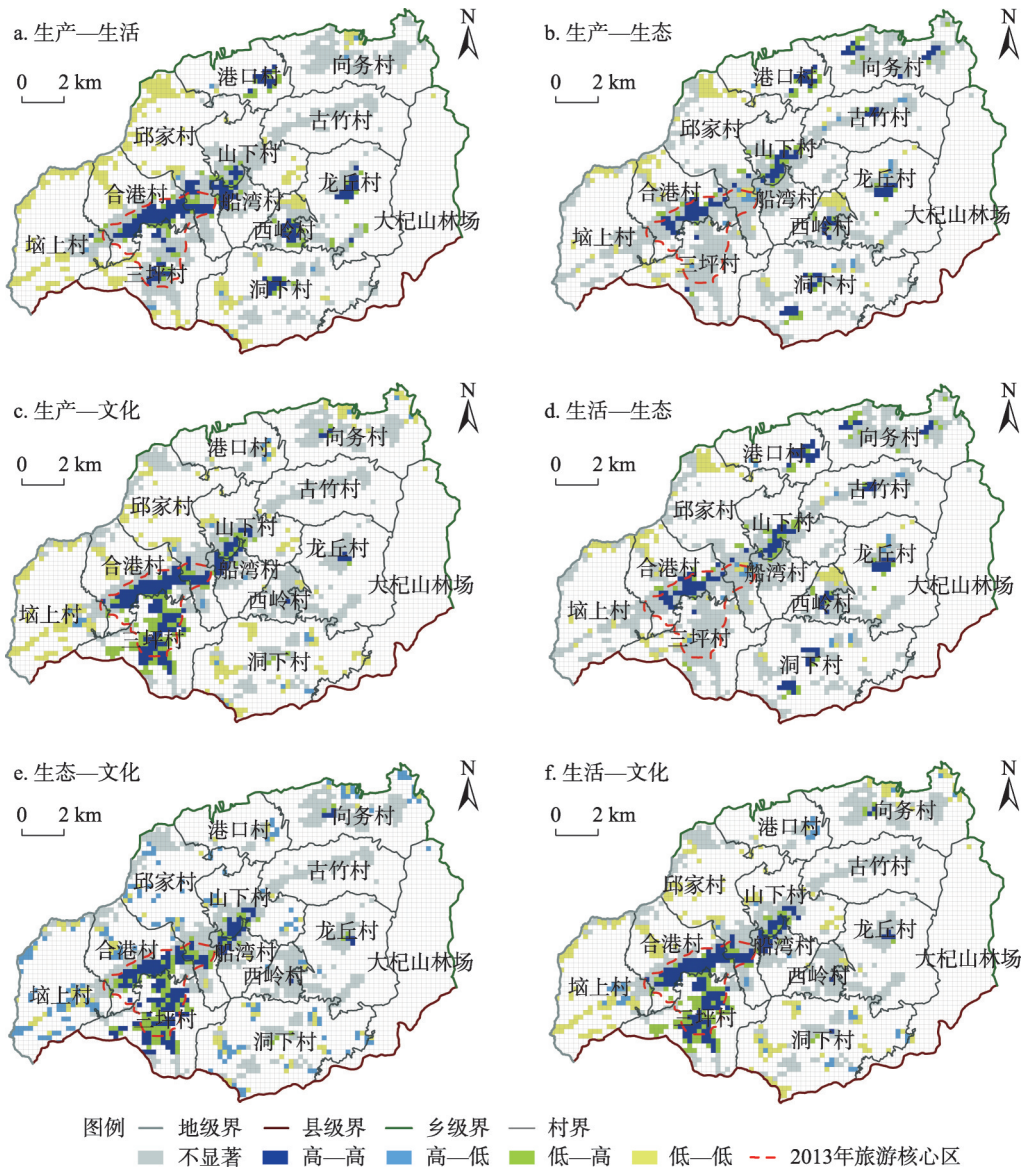 a. 生产—生活
N
0 2 km
港口村
向务村
古竹村
邱家村
山下村
龙丘村
合港村
船湾村
大杞山林场
西岭村
垴上村
三坪村
洞下村
b. 生产—生态
N
0 2 km
港口村
向务村
古竹村
邱家村
山下村
龙丘村
合港村
船湾村
大杞山林场
西岭村
垴上村
三坪村
洞下村
c. 生产—文化
N
0 2 km
港口村
向务村
古竹村
邱家村
山下村
龙丘村
合港村
船湾村
大杞山林场
西岭村
垴上村
三坪村
洞下村
d. 生活—生态
N
0 2 km
港口村
向务村
古竹村
邱家村
山下村
龙丘村
合港村
船湾村
大杞山林场
西岭村
垴上村
三坪村
洞下村
e. 生态—文化
N
0 2 km
港口村
向务村
古竹村
邱家村
山下村
龙丘村
合港村
船湾村
大杞山林场
西岭村
垴上村
三坪村
洞下村
f. 生活—文化
N
0 2 km
港口村
向务村
古竹村
邱家村
山下村
龙丘村
合港村
船湾村
大杞山林场
西岭村
垴上村
三坪村
洞下村
图例 地级界 县级界 乡级界 村界
不显著 高—高 高—低 低—高 低—低 2013年旅游核心区